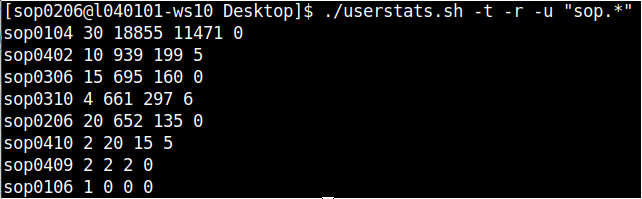 [sop0206@l040101-ws10 Desktop]$ ./userstats.sh -t -r -u "sop.*"
sop0104 30 18855 11471 0
sop0402 10 939 199 5
sop0306 15 695 160 0
sop0310 4 661 297 6
sop0206 20 652 135 0
sop0410 2 20 15 5
sop0409 2 2 2 0
sop0106 1 0 0 0